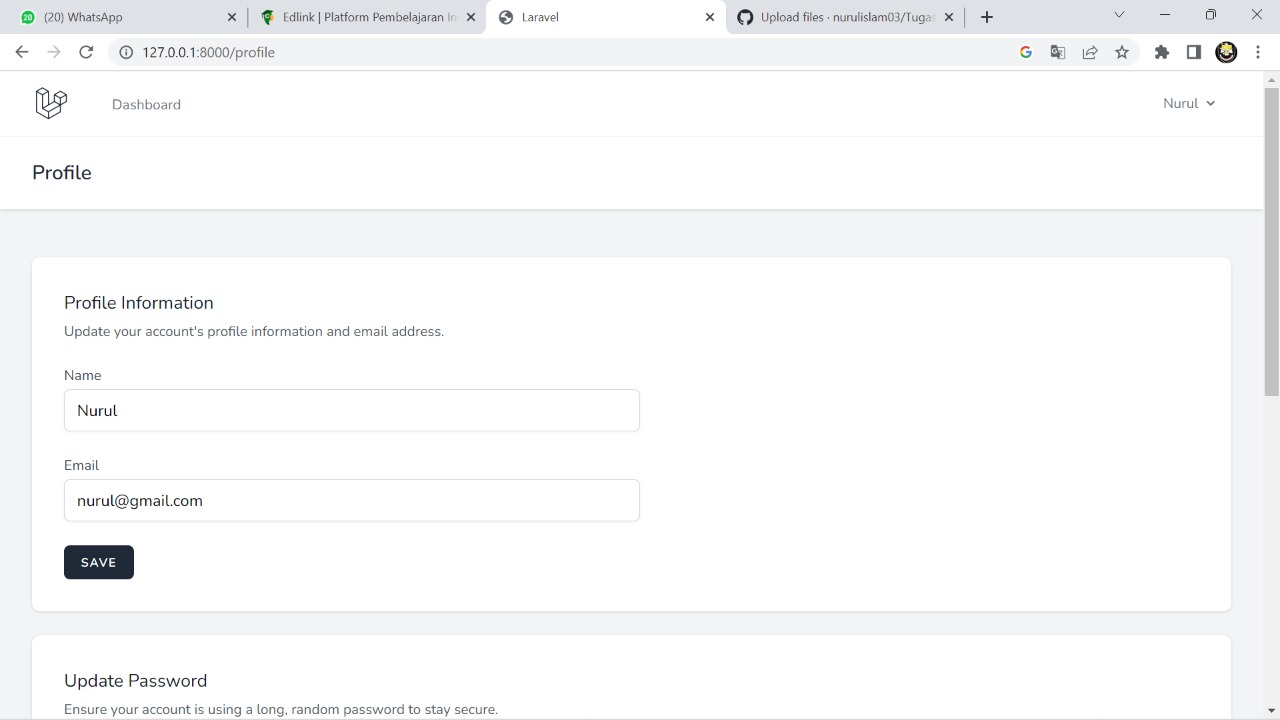 (20) WhatsApp
Edlink | Platform Pembelajaran In
Laravel
Upload files · nurulislam03/Tugas
127.0.0.1:8000/profile
Dashboard
Nurul
Profile
Profile Information
Update your account's profile information and email address.
Name
Nurul
Email
nurul@gmail.com
SAVE
Update Password
Ensure your account is using a long, random password to stay secure.